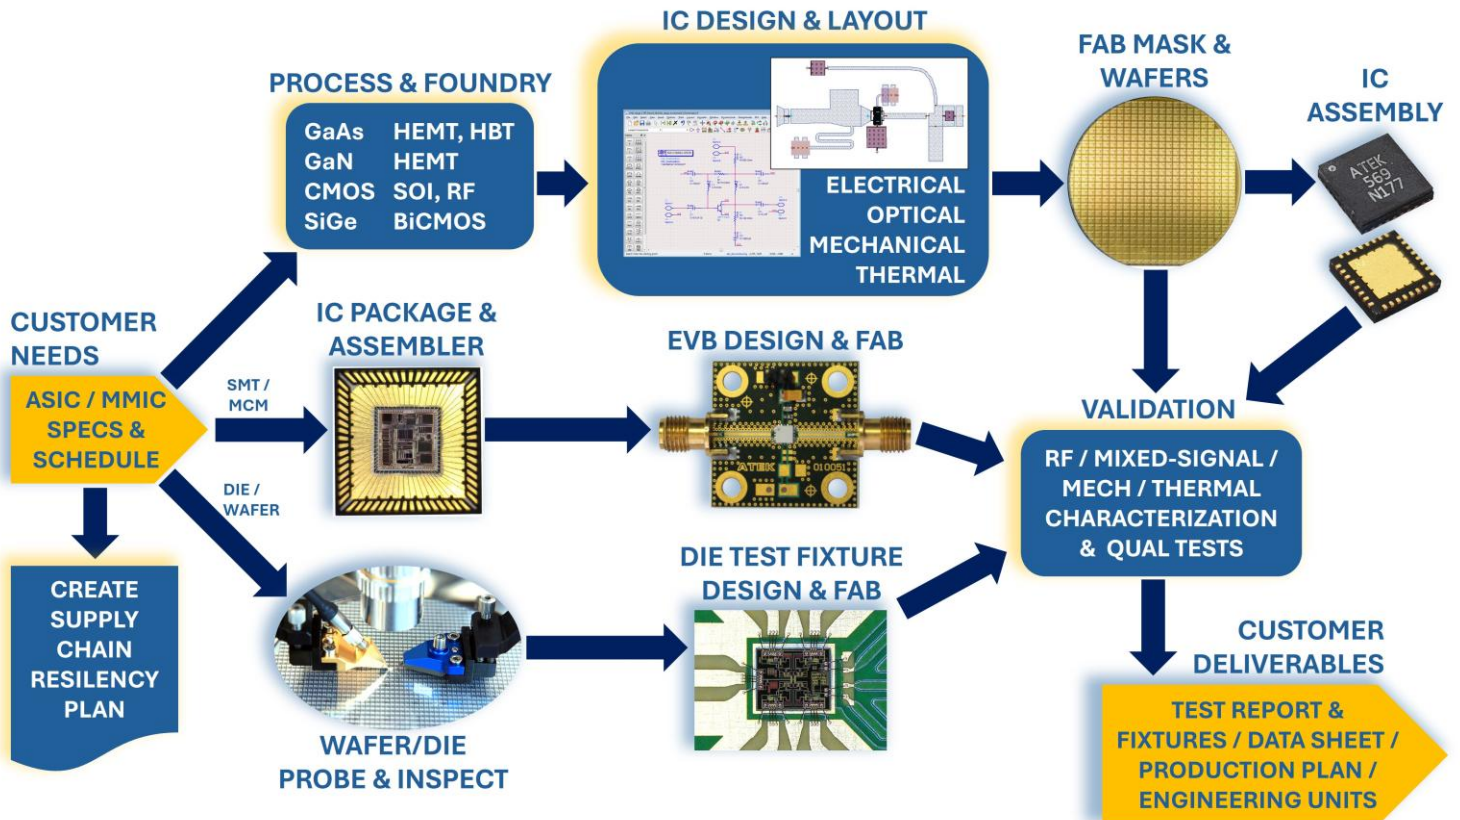 IC DESIGN & LAYOUT
PROCESS & FOUNDRY
GaAs HEMT, HBT
GaN HEMT
CMOS SOI, RF
SiGe BiCMOS
ELECTRICAL
OPTICAL
MECHANICAL
THERMAL
FAB MASK &
WAFERS
IC
ASSEMBLY
ATEK
569
N177
CUSTOMER
NEEDS
ASIC / MMIC
SPECS &
SCHEDULE
SMT /
MCM
DIE /
WAFER
IC PACKAGE &
ASSEMBLER
EVB DESIGN & FAB
ATEK 010051
VALIDATION
RF / MIXED-SIGNAL /
MECH / THERMAL
CHARACTERIZATION
& QUAL TESTS
CREATE
SUPPLY
CHAIN
RESILENCY
PLAN
WAFER/DIE
PROBE & INSPECT
DIE TEST FIXTURE
DESIGN & FAB
CUSTOMER
DELIVERABLES
TEST REPORT &
FIXTURES / DATA SHEET /
PRODUCTION PLAN /
ENGINEERING UNITS